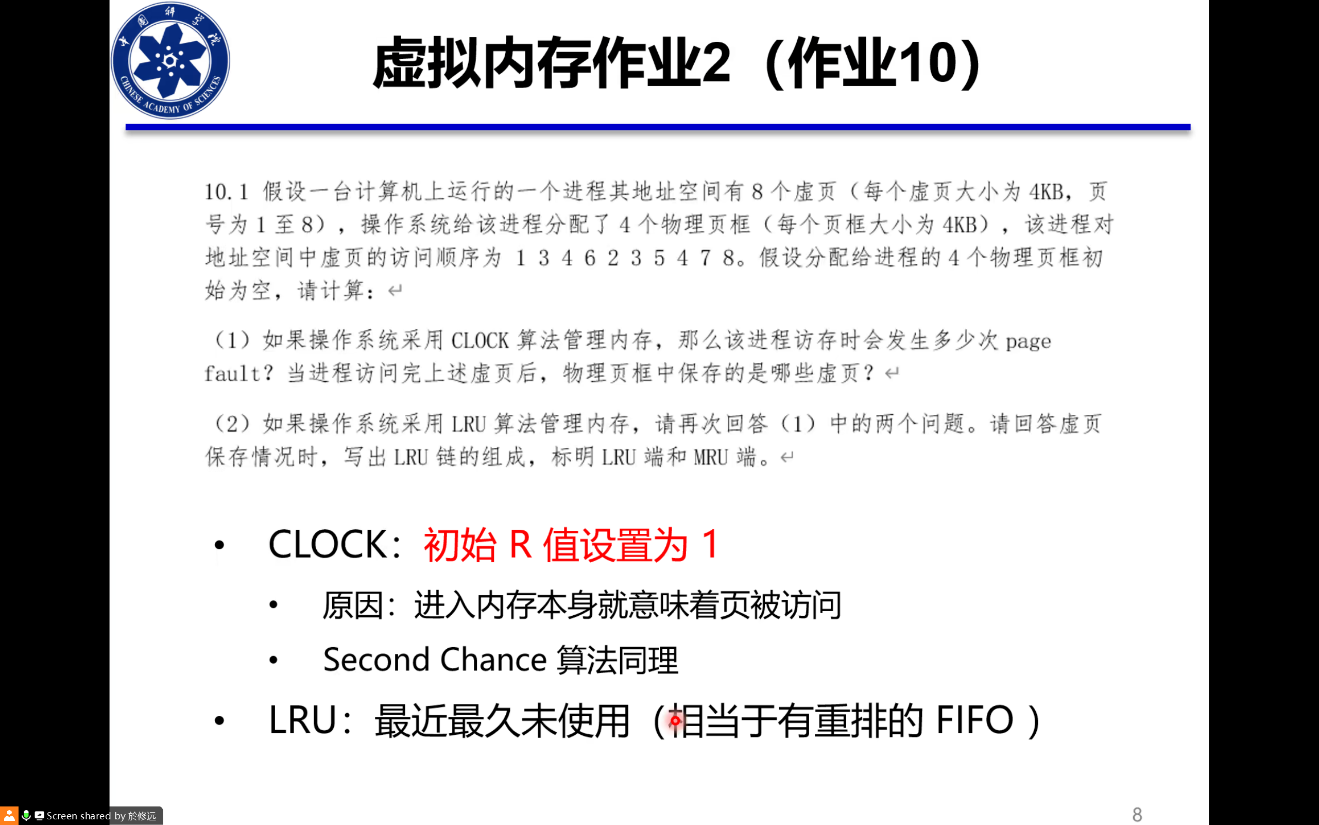 中国科学院
CHINESE ACADEMY OF SCIENCES
虚拟内存作业2（作业10）
10.1 假设一台计算机上运行的一个进程其地址空间有 8 个虚页（每个虚页大小为 4KB，页
号为 1 至 8），操作系统给该进程分配了 4 个物理页框（每个页框大小为 4KB），该进程对
地址空间中虚页的访问顺序为 1 3 4 6 2 3 5 4 7 8。假设分配给进程的 4 个物理页框初
始为空，请计算：↵
（1）如果操作系统采用 CLOCK 算法管理内存，那么该进程访存时会发生多少次 page
fault？当进程访问完上述虚页后，物理页框中保存的是哪些虚页？↵
（2）如果操作系统采用 LRU 算法管理内存，请再次回答（1）中的两个问题。请回答虚页
保存情况时，写出 LRU 链的组成，标明 LRU 端和 MRU 端。↵
• CLOCK：初始 R 值设置为 1
• 原因：进入内存本身就意味着页被访问
• Second Chance 算法同理
• LRU：最近最久未使用（相当于有重排的 FIFO ）
8
Screen shared by 於修远